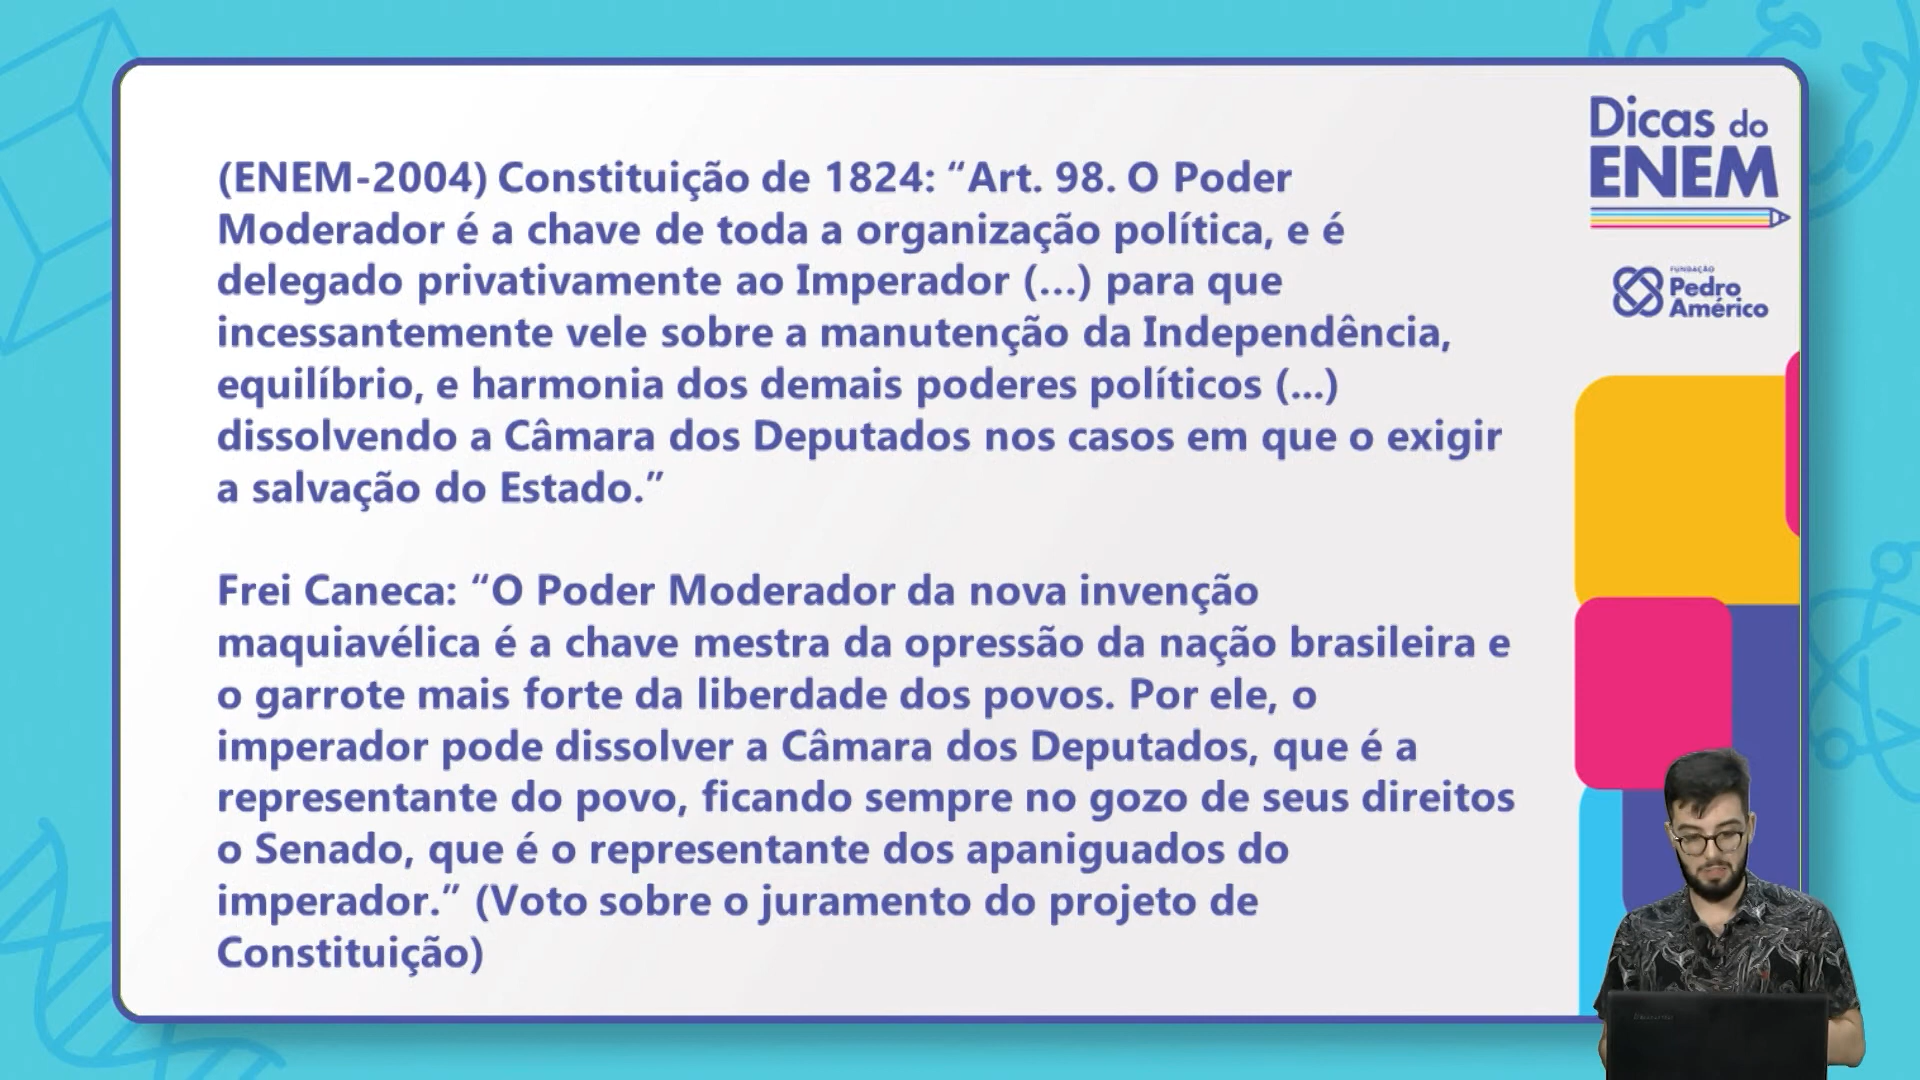 (ENEM-2004) Constituição de 1824: “Art. 98. O Poder
Moderador é a chave de toda a organização política, e é
delegado privativamente ao Imperador (…) para que
incessantemente vele sobre a manutenção da Independência,
equilíbrio, e harmonia dos demais poderes políticos (...)
dissolvendo a Câmara dos Deputados nos casos em que o exigir
a salvação do Estado.”
Frei Caneca: “O Poder Moderador da nova invenção
maquiavélica é a chave mestra da opressão da nação brasileira e
o garrote mais forte da liberdade dos povos. Por ele, o
imperador pode dissolver a Câmara dos Deputados, que é a
representante do povo, ficando sempre no gozo de seus direitos
o Senado, que é o representante dos apaniguados do
imperador.” (Voto sobre o juramento do projeto de
Constituição)
Dicas do
ENEM
FUNDAÇÃO
Pedro
Américo